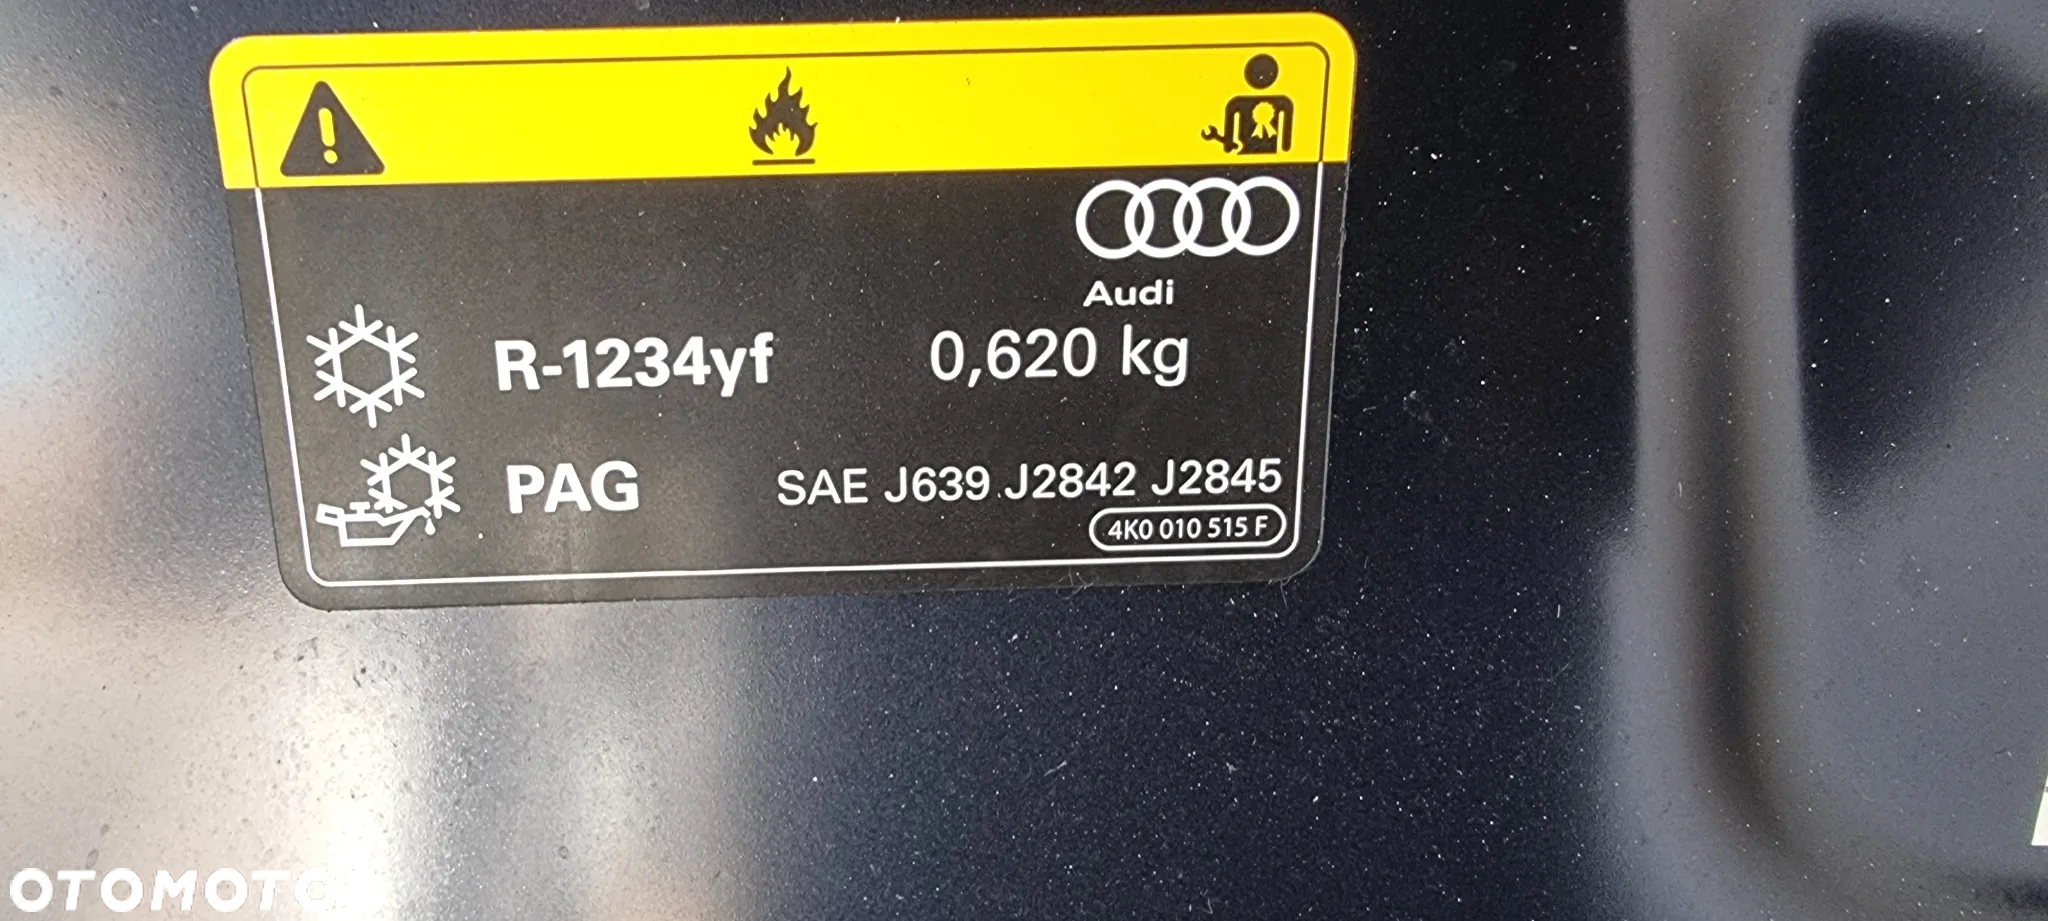 Audi
R-1234yf 0,620 kg
PAG SAE J639 J2842 J2845
4K0 010 515 F
OTOMOTO